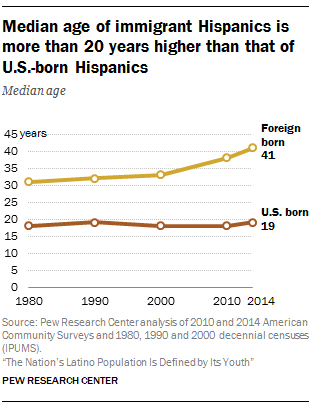 Median age of immigrant Hispanics is
more than 20 years higher than that of
U.S.-born Hispanics
Median age
45 years
40
35
30
25
20
15
10
5
0
Foreign
born
41
U.S. born
19
1980 1990 2000 2010 2014
Source: Pew Research Center analysis of 2010 and 2014 American
Community Surveys and 1980, 1990 and 2000 decennial censuses
(IPUMS).
“The Nation’s Latino Population Is Defined by Its Youth”
PEW RESEARCH CENTER